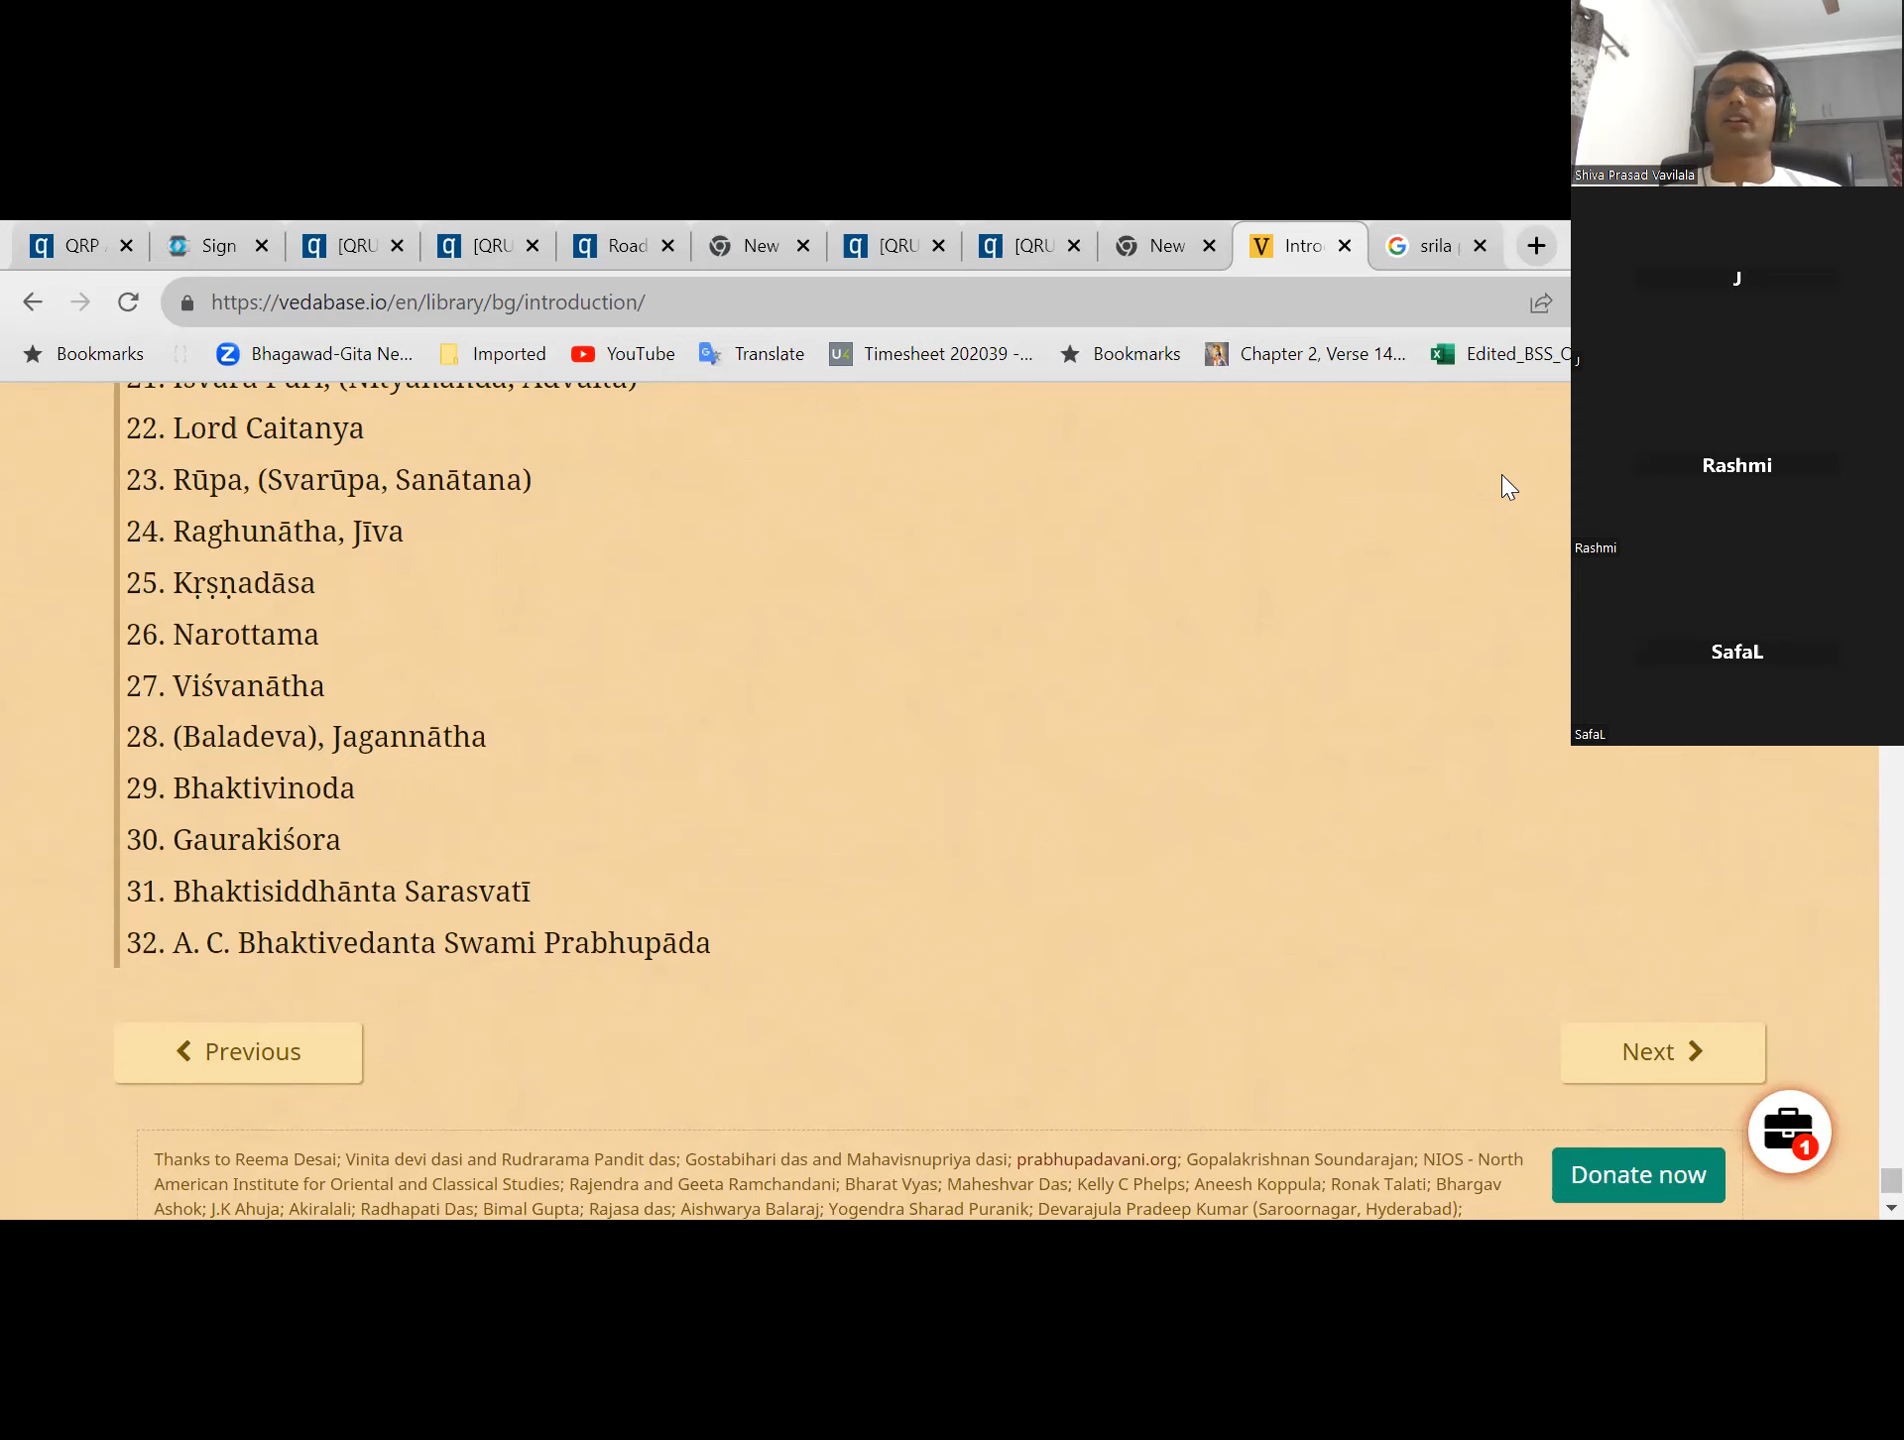 Shiva Prasad Vavilala
QRP
Sign
[QRU
[QRU
Road
New
[QRU
[QRU
New
Intro
srila
https://vedabase.io/en/library/bg/introduction/
Bookmarks
Bhagawad-Gita Ne...
Imported
YouTube
Translate
Timesheet 202039 -...
Bookmarks
Chapter 2, Verse 14...
Edited_BSS_
21. Īśvara Purī, (Nityānanda, Advaita)
22. Lord Caitanya
23. Rūpa, (Svarūpa, Sanātana)
24. Raghunātha, Jīva
25. Kṛṣṇadāsa
26. Narottama
27. Viśvanātha
28. (Baladeva), Jagannātha
29. Bhaktivinoda
30. Gaurakiśora
31. Bhaktisiddhānta Sarasvatī
32. A. C. Bhaktivedanta Swami Prabhupāda
J
J
Rashmi
Rashmi
SafaL
SafaL
Previous
Next
1
Thanks to Reema Desai; Vinita devi dasi and Rudrarama Pandit das; Gostabihari das and Mahavisnupriya dasi; prabhupadavani.org; Gopalakrishnan Soundarajan; NIOS - North
American Institute for Oriental and Classical Studies; Rajendra and Geeta Ramchandani; Bharat Vyas; Maheshvar Das; Kelly C Phelps; Aneesh Koppula; Ronak Talati; Bhargav
Ashok; J.K Ahuja; Akiralali; Radhapati Das; Bimal Gupta; Rajasa das; Aishwarya Balaraj; Yogendra Sharad Puranik; Devarajula Pradeep Kumar (Saroornagar, Hyderabad);
Donate now